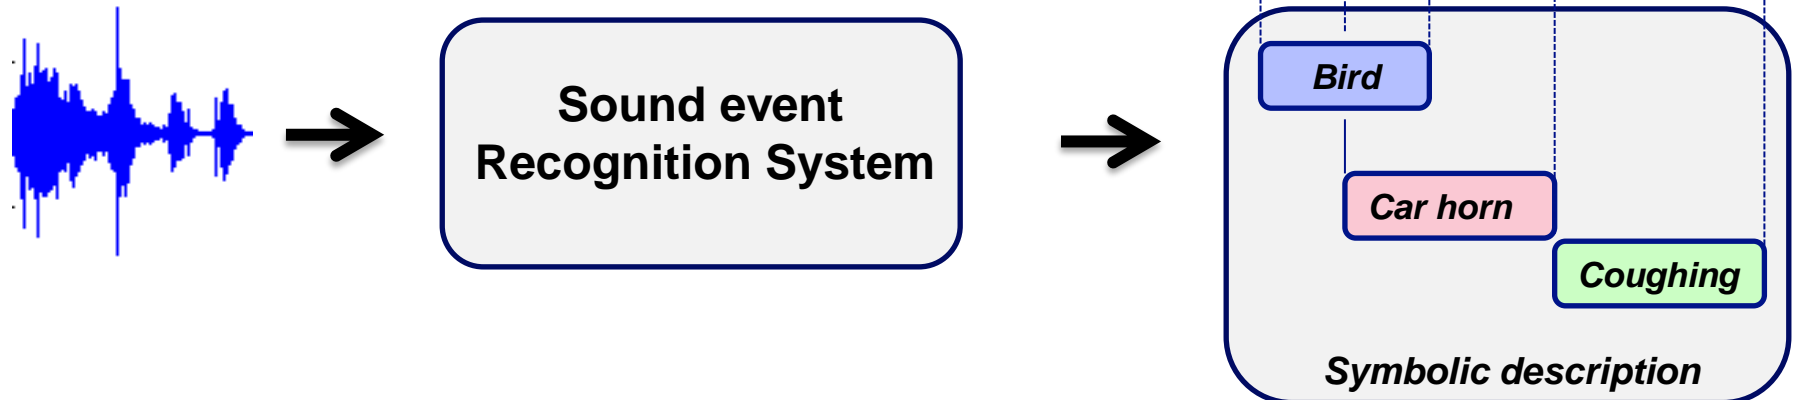 Sound event
Recognition System
Bird
Car horn
Coughing
Symbolic description